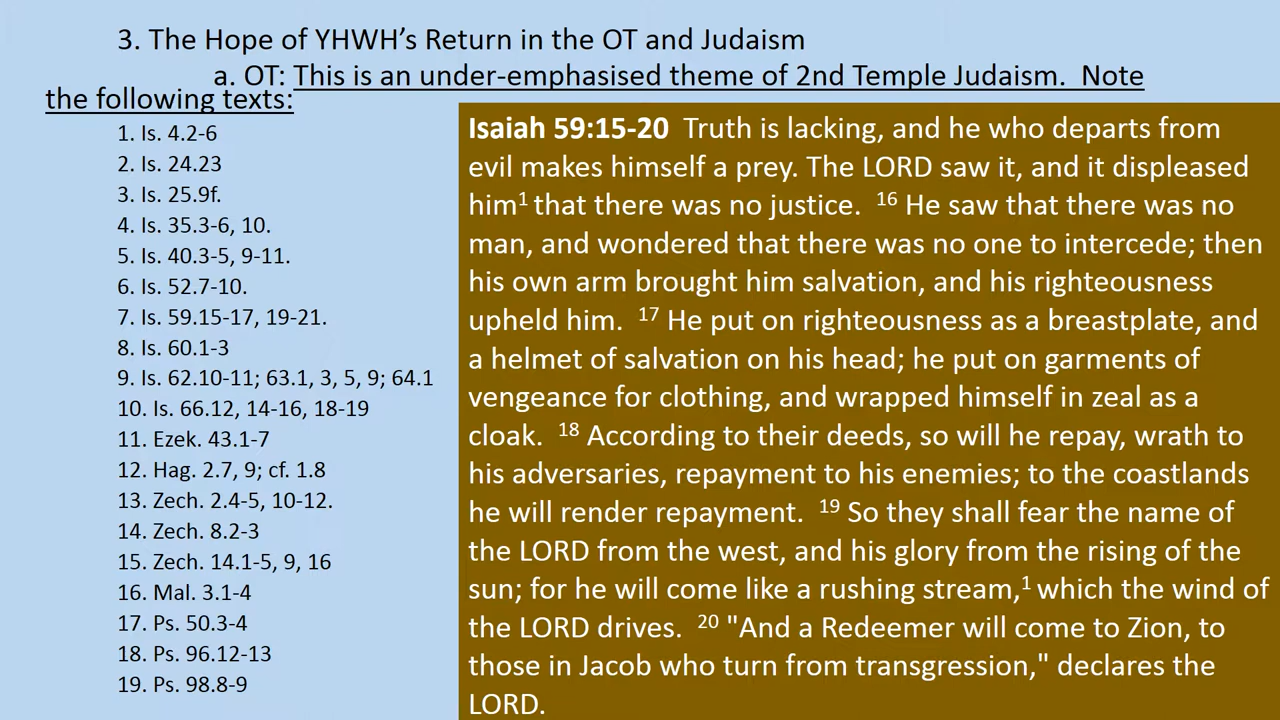 3. The Hope of YHWH’s Return in the OT and Judaism
a. OT: This is an under-emphasised theme of 2nd Temple Judaism.  Note
the following texts:
1. Is. 4.2-6
2. Is. 24.23
3. Is. 25.9f.
4. Is. 35.3-6, 10.
5. Is. 40.3-5, 9-11.
6. Is. 52.7-10.
7. Is. 59.15-17, 19-21.
8. Is. 60.1-3
9. Is. 62.10-11; 63.1, 3, 5, 9; 64.1
10. Is. 66.12, 14-16, 18-19
11. Ezek. 43.1-7
12. Hag. 2.7, 9; cf. 1.8
13. Zech. 2.4-5, 10-12.
14. Zech. 8.2-3
15. Zech. 14.1-5, 9, 16
16. Mal. 3.1-4
17. Ps. 50.3-4
18. Ps. 96.12-13
19. Ps. 98.8-9
Isaiah 59:15-20  Truth is lacking, and he who departs from
evil makes himself a prey. The LORD saw it, and it displeased
him1 that there was no justice.  16 He saw that there was no
man, and wondered that there was no one to intercede; then
his own arm brought him salvation, and his righteousness
upheld him.  17 He put on righteousness as a breastplate, and
a helmet of salvation on his head; he put on garments of
vengeance for clothing, and wrapped himself in zeal as a
cloak.  18 According to their deeds, so will he repay, wrath to
his adversaries, repayment to his enemies; to the coastlands
he will render repayment.  19 So they shall fear the name of
the LORD from the west, and his glory from the rising of the
sun; for he will come like a rushing stream,1 which the wind of
the LORD drives.  20 "And a Redeemer will come to Zion, to
those in Jacob who turn from transgression," declares the
LORD.